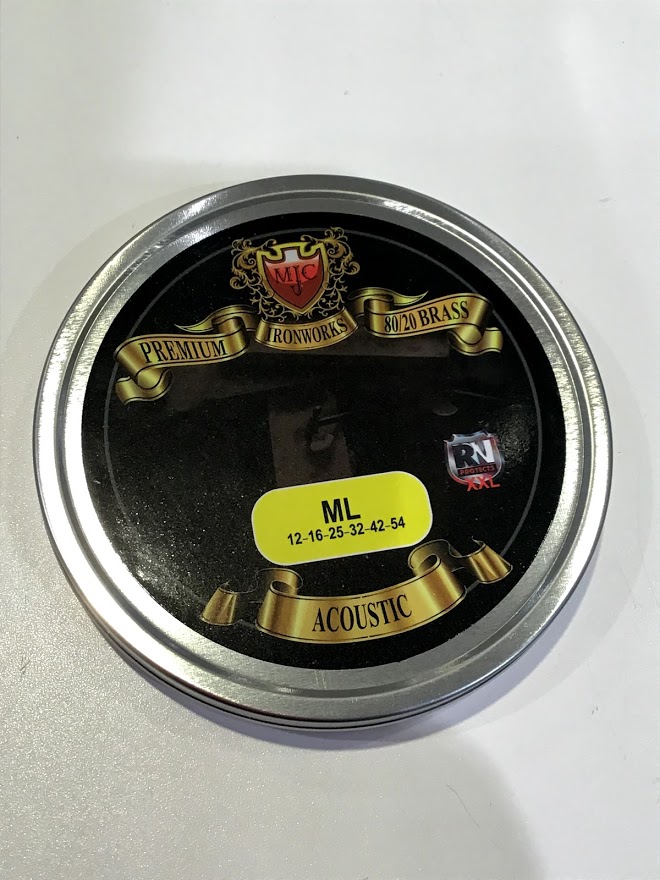 MJC
PREMIUM IRONWORKS 80/20 BRASS
RN
PROTECTS
XXL
ML
12-16-25-32-42-54
ACOUSTIC